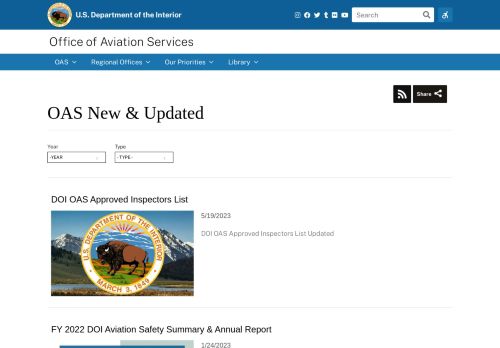 U.S. Department of the Interior
Search
Office of Aviation Services
OAS
Regional Offices
Our Priorities
Library
Share
OAS New & Updated
Year
Type
-YEAR
- TYPE -
DOI OAS Approved Inspectors List
5/19/2023
DOI OAS Approved Inspectors List Updated
U.S. DEPARTMENT OF THE INTERIOR
MARCH 3, 1849
FY 2022 DOI Aviation Safety Summary & Annual Report
1/24/2023